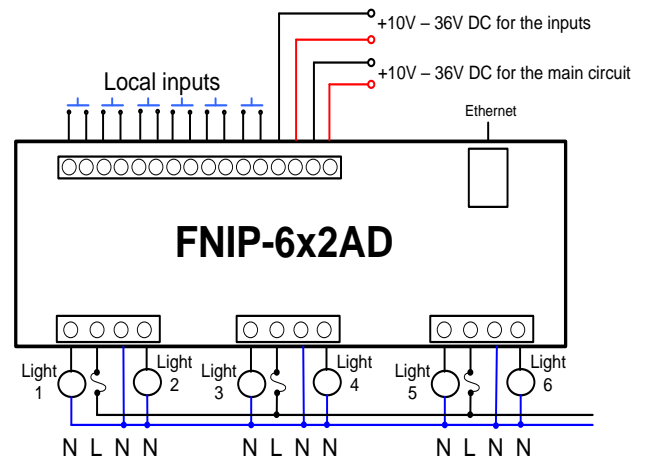 +10V – 36V DC for the inputs
+10V – 36V DC for the main circuit
Local inputs
Ethernet
FNIP-6x2AD
Light 1
Light 2
Light 3
Light 4
Light 5
Light 6
N L N N
N L N N
N L N N